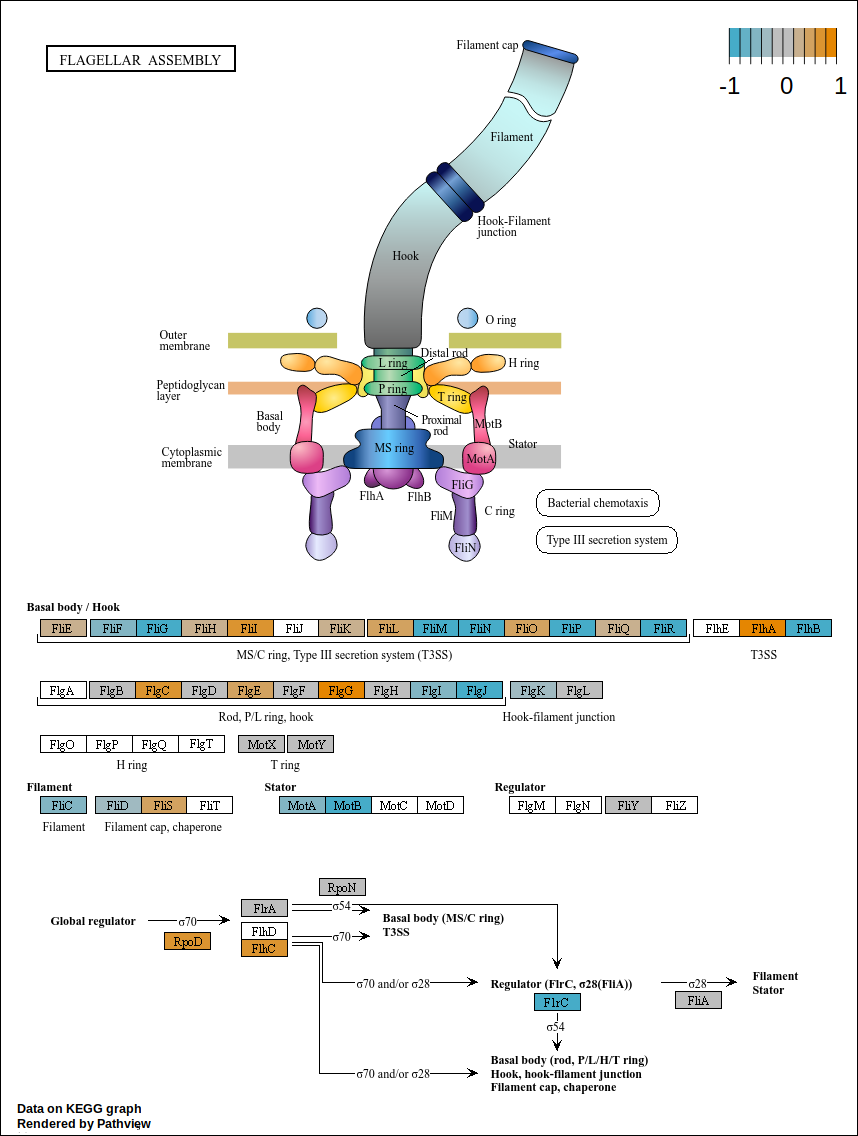 FLAGELLAR ASSEMBLY
-1 0 1
Filament cap
Filament
Hook-Filament
junction
Hook
O ring
Outer
membrane
Distal rod
L ring
H ring
Peptidoglycan
layer
P ring
T ring
Basal
body
Proximal
rod
MotB
Stator
Cytoplasmic
membrane
MS ring
MotA
FliG
FlhA
FlhB
FliM
C ring
FliN
Bacterial chemotaxis
Type III secretion system
Basal body / Hook
FliE FliF FliG FliH FliI FliJ FliK FliL FliM FliN FliO FliP FliQ FliR FlhE FlhA FlhB
MS/C ring, Type III secretion system (T3SS) T3SS
FlgA FlgB FlgC FlgD FlgE FlgF FlgG FlgH FlgI FlgJ FlgK FlgL
Rod, P/L ring, hook Hook-filament junction
FlgO FlgP FlgQ FlgT MotX MotY
H ring T ring
Filament Stator Regulator
FliC FliD FliS FliT MotA MotB MotC MotD FlgM FlgN FliY FliZ
Filament Filament cap, chaperone
RpoN
FlrA σ54
Basal body (MS/C ring)
T3SS
Global regulator σ70
FlhD σ70
RpoD
FlhC
σ70 and/or σ28 Regulator (FlrC, σ28(FliA)) σ28
Filament
Stator
FlrC FliA
σ54
Basal body (rod, P/L/H/T ring)
σ70 and/or σ28 Hook, hook-filament junction
Filament cap, chaperone
Data on KEGG graph
Rendered by Pathview